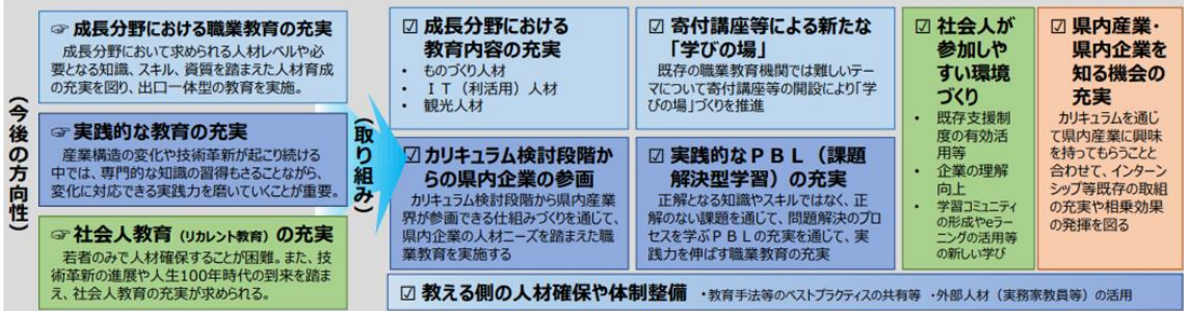 (今後の方向性)
☞ 成長分野における職業教育の充実
成長分野において求められる人材レベルや必
要となる知識、スキル、資質を踏まえた人材育成
の充実を図り、出口一体型の教育を実施。
☞ 実践的な教育の充実
産業構造の変化や技術革新が起こり続ける
中では、専門的な知識の習得もさることながら、
変化に対応できる実践力を磨いていくことが重要。
☞ 社会人教育(リカレント教育)の充実
若者のみで人材確保することが困難。また、技
術革新の進展や人生100年時代の到来を踏ま
え、社会人教育の充実が求められる。
(取り組み)
☑ 成長分野における
教育内容の充実
• ものづくり人材
• IT(利活用)人材
• 観光人材
☑ 寄付講座等による新たな
「学びの場」
既存の職業教育機関では難しいテー
マについて寄付講座等の開設により「学
びの場」づくりを推進
☑ カリキュラム検討段階か
らの県内企業の参画
カリキュラム検討段階から県内産業
界が参画できる仕組みづくりを通じて、
県内企業の人材ニーズを踏まえた職
業教育を実施する
☑ 実践的なPBL(課題
解決型学習)の充実
正解となる知識やスキルではなく、正
解のない課題を通じて、問題解決のプロ
セスを学ぶPBLの充実を通じて、実
践力を伸ばす職業教育の充実
☑ 社会人が
参加しや
すい環境
づくり
• 既存支援制
度の有効活
用等
• 企業の理解
向上
• 学習コミュニティ
の形成やeラー
ニングの活用等
の新しい学び
☑ 県内産業・
県内企業を
知る機会の
充実
カリキュラムを通じ
て県内産業に興味
を持ってもらうことと
合わせて、インターン
シップ等既存の取組
の充実や相乗効果
の発揮を図る
☑ 教える側の人材確保や体制整備 ・教育手法等のベストプラクティスの共有等 ・外部人材(実務家教員等)の活用